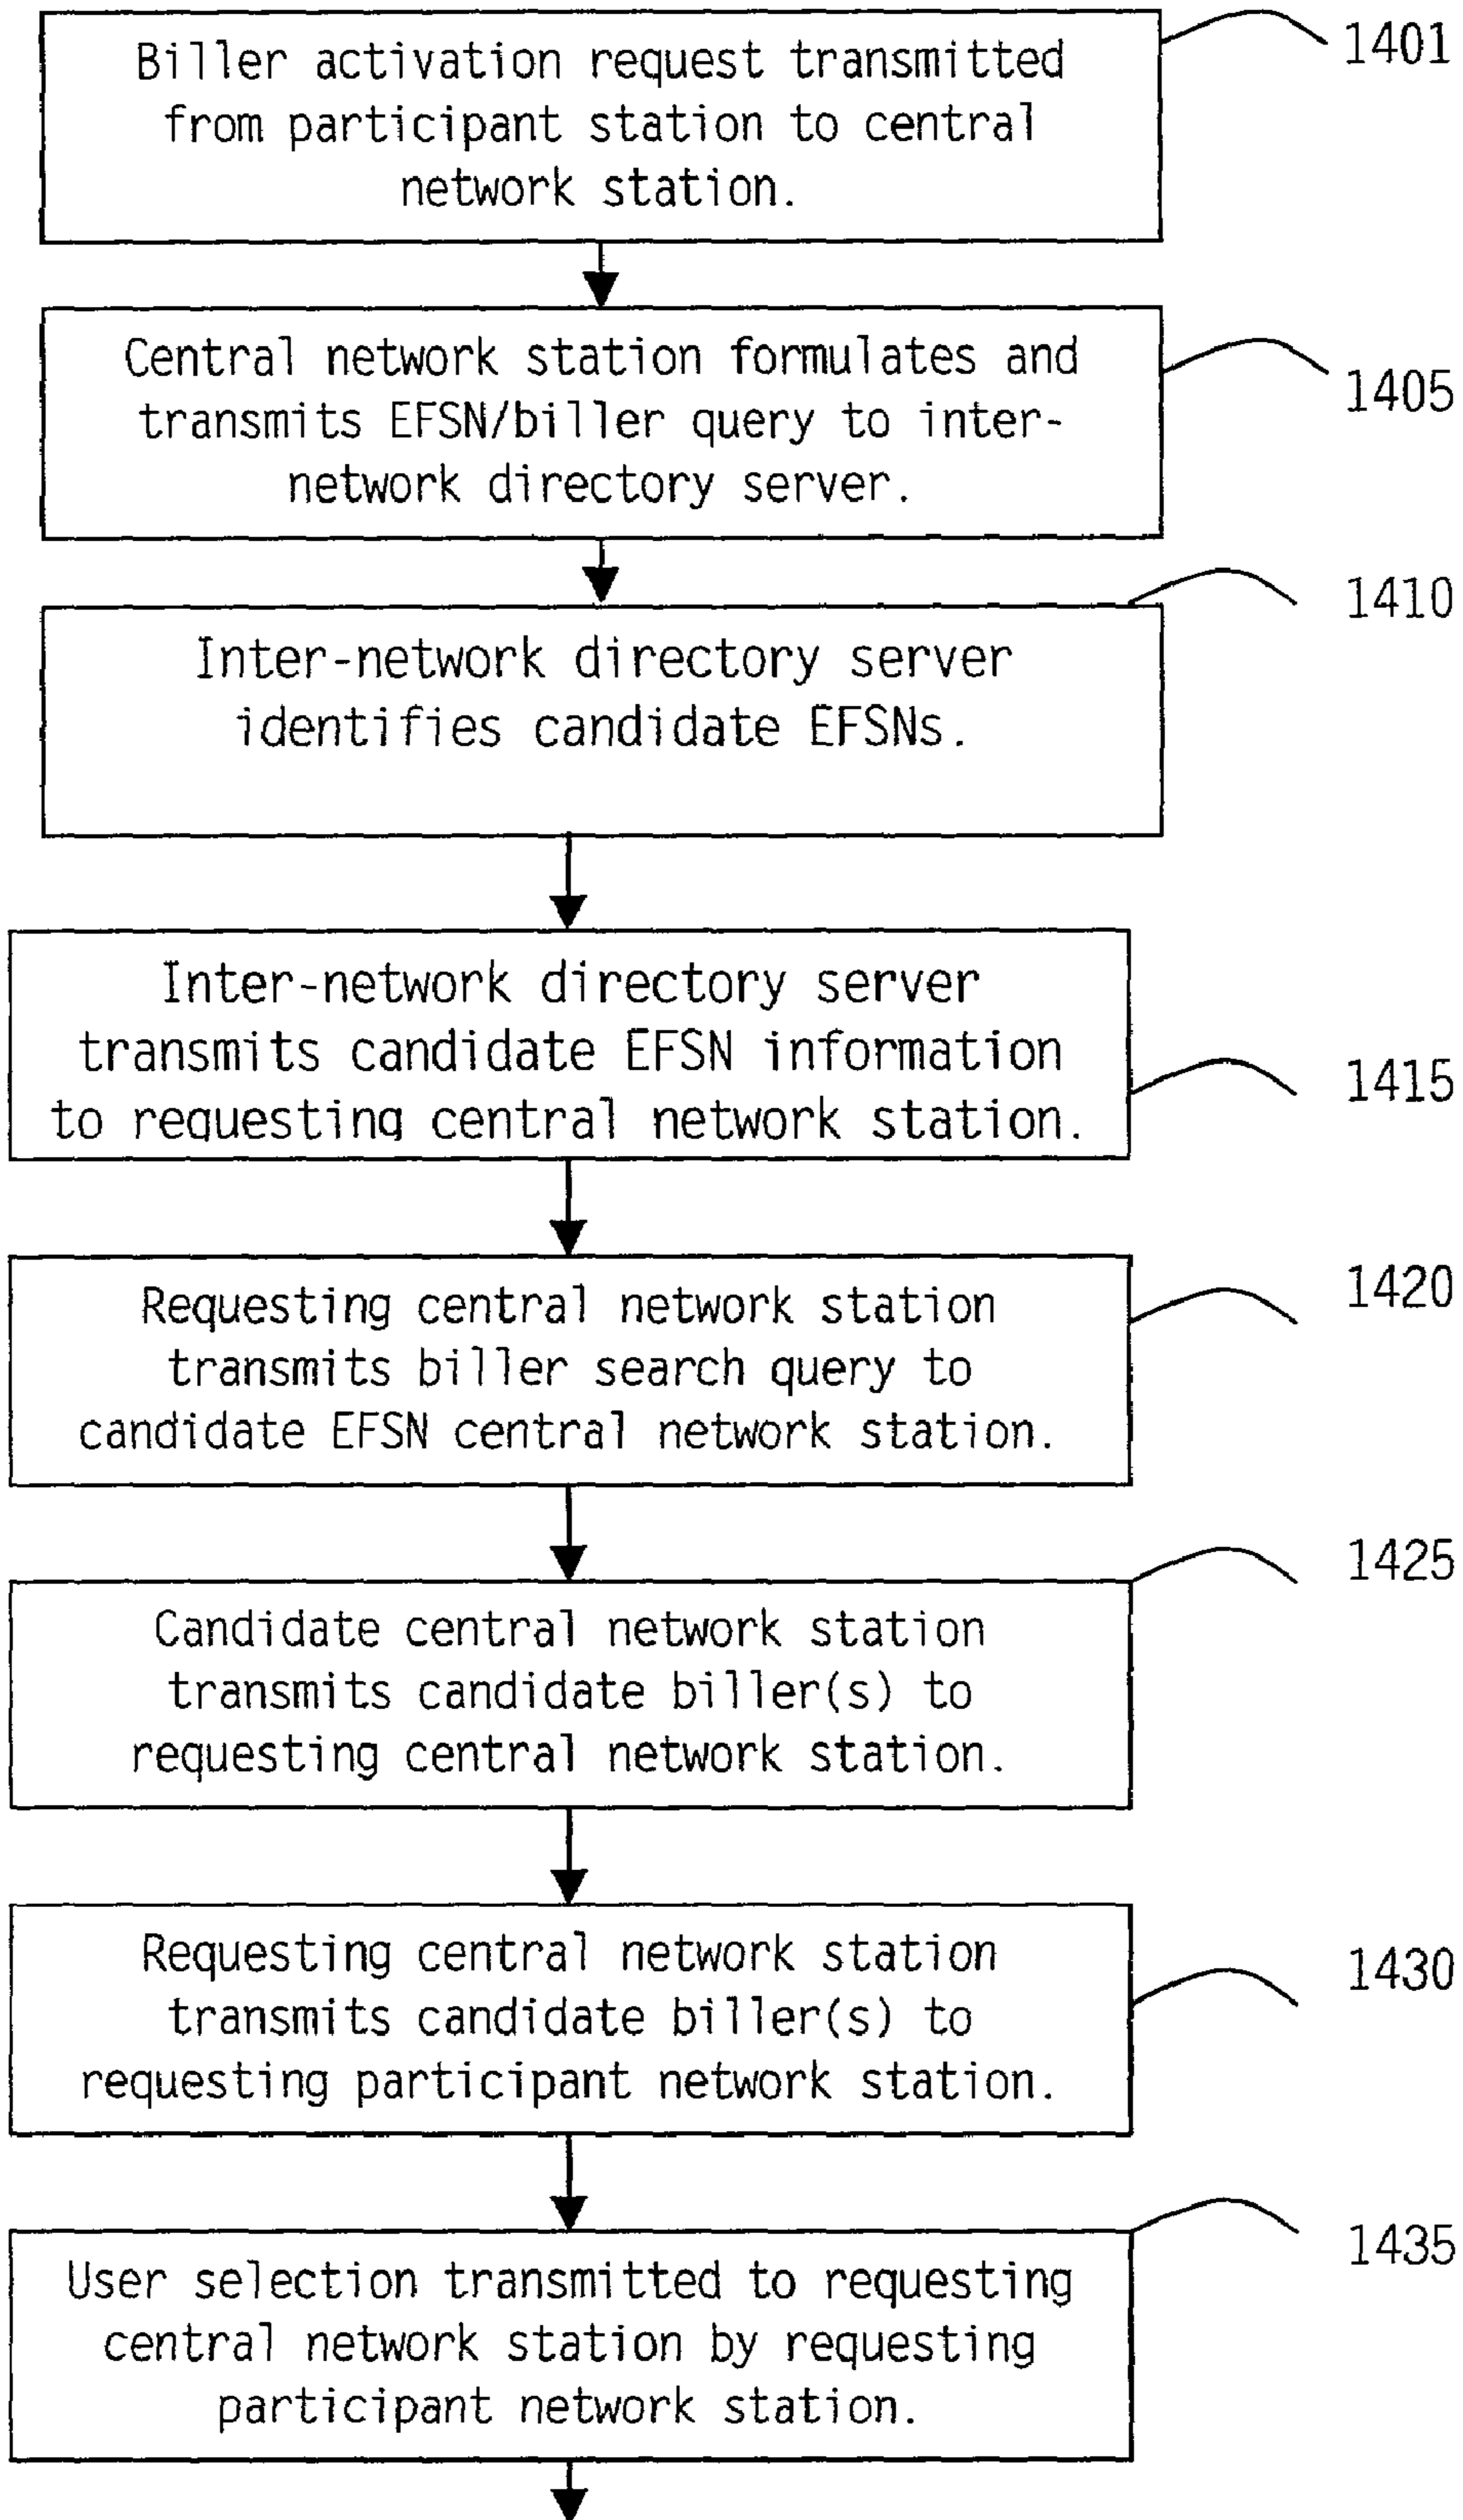 Biller activation request transmitted
from participant station to central
network station.
1401
Central network station formulates and
transmits EFSN/biller query to inter-
network directory server.
1405
Inter-network directory server
identifies candidate EFSNs.
1410
Inter-network directory server
transmits candidate EFSN information
to requesting central network station.
1415
Requesting central network station
transmits biller search query to
candidate EFSN central network station.
1420
Candidate central network station
transmits candidate biller(s) to
requesting central network station.
1425
Requesting central network station
transmits candidate biller(s) to
requesting participant network station.
1430
User selection transmitted to requesting
central network station by requesting
participant network station.
1435